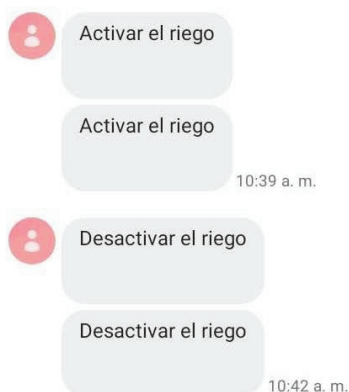 Activar el riego
Activar el riego
10:39 a. m.
Desactivar el riego
Desactivar el riego
10:42 a. m.